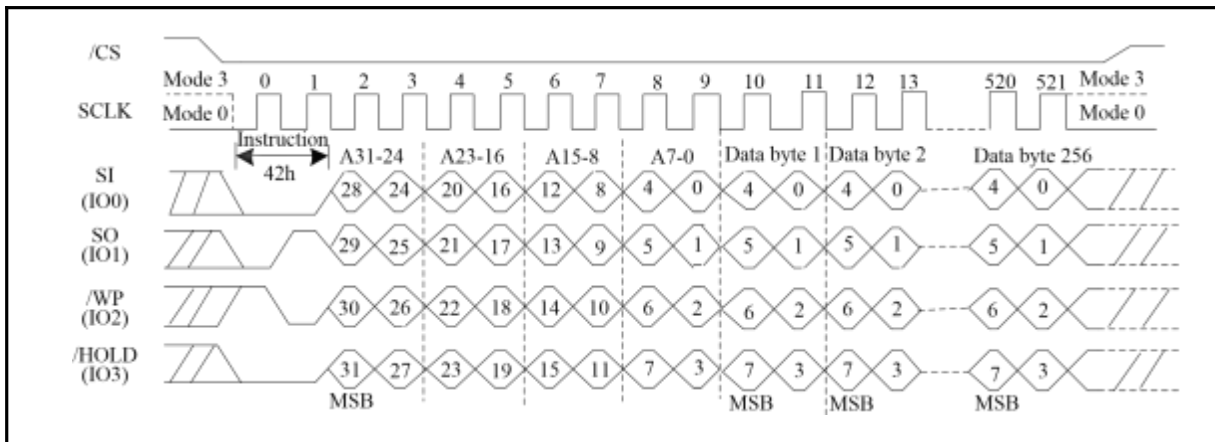 /CS
Mode 3 0 1 2 3 4 5 6 7 8 9 10 11 12 13 520 521 Mode 3
SCLK Mode 0 Mode 0
Instruction
42h A31-24 A23-16 A15-8 A7-0 Data byte 1 Data byte 2 Data byte 256
SI
(IO0) 28 24 20 16 12 8 4 0 4 0 4 0 4 0
SO
(IO1) 29 25 21 17 13 9 5 1 5 1 5 1 5 1
/WP
(IO2) 30 26 22 18 14 10 6 2 6 2 6 2 6 2
/HOLD
(IO3) 31 27 23 19 15 11 7 3 7 3 7 3 7 3
MSB MSB MSB MSB